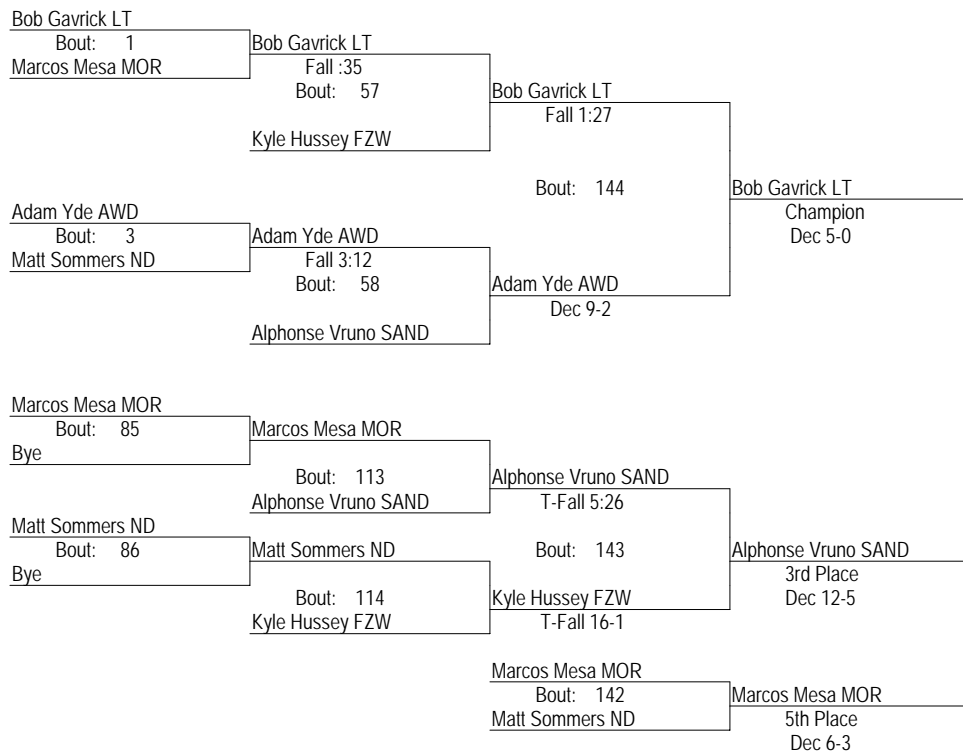 Bob Gavrick LT
Bout: 1
Bob Gavrick LT
Marcos Mesa MOR
Fall :35
Bout: 57
Bob Gavrick LT
Fall 1:27
Kyle Hussey FZW
Bout: 144
Bob Gavrick LT
Adam Yde AWD
Champion
Bout: 3
Adam Yde AWD
Dec 5-0
Matt Sommers ND
Fall 3:12
Bout: 58
Adam Yde AWD
Dec 9-2
Alphonse Vruno SAND
Marcos Mesa MOR
Bout: 85
Marcos Mesa MOR
Bye
Bout: 113
Alphonse Vruno SAND
Alphonse Vruno SAND
T-Fall 5:26
Matt Sommers ND
Bout: 86
Matt Sommers ND
Bout: 143
Alphonse Vruno SAND
Bye
3rd Place
Bout: 114
Kyle Hussey FZW
Dec 12-5
Kyle Hussey FZW
T-Fall 16-1
Marcos Mesa MOR
Bout: 142
Marcos Mesa MOR
Matt Sommers ND
5th Place
Dec 6-3